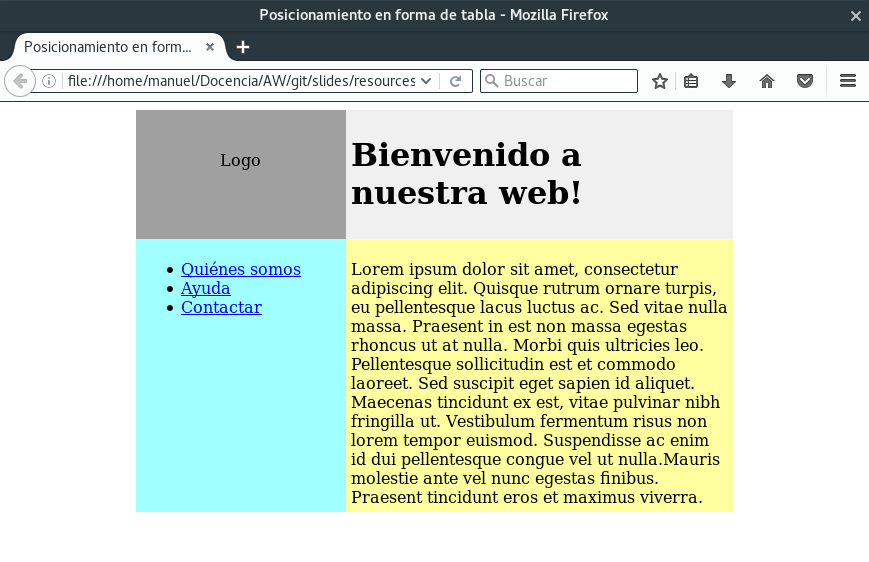 Posicionamiento en forma de tabla - Mozilla Firefox
Posicionamiento en form...
file:///home/manuel/Docencia/AW/git/slides/resources
Buscar
Logo
Bienvenido a
nuestra web!
Quiénes somos
Ayuda
Contactar
Lorem ipsum dolor sit amet, consectetur
adipiscing elit. Quisque rutrum ornare turpis,
eu pellentesque lacus luctus ac. Sed vitae nulla
massa. Praesent in est non massa egestas
rhoncus ut at nulla. Morbi quis ultricies leo.
Pellentesque sollicitudin est et commodo
laoreet. Sed suscipit eget sapien id aliquet.
Maecenas tincidunt ex est, vitae pulvinar nibh
fringilla ut. Vestibulum fermentum risus non
lorem tempor euismod. Suspendisse ac enim
id dui pellentesque congue vel ut nulla.Mauris
molestie ante vel nunc egestas finibus.
Praesent tincidunt eros et maximus viverra.